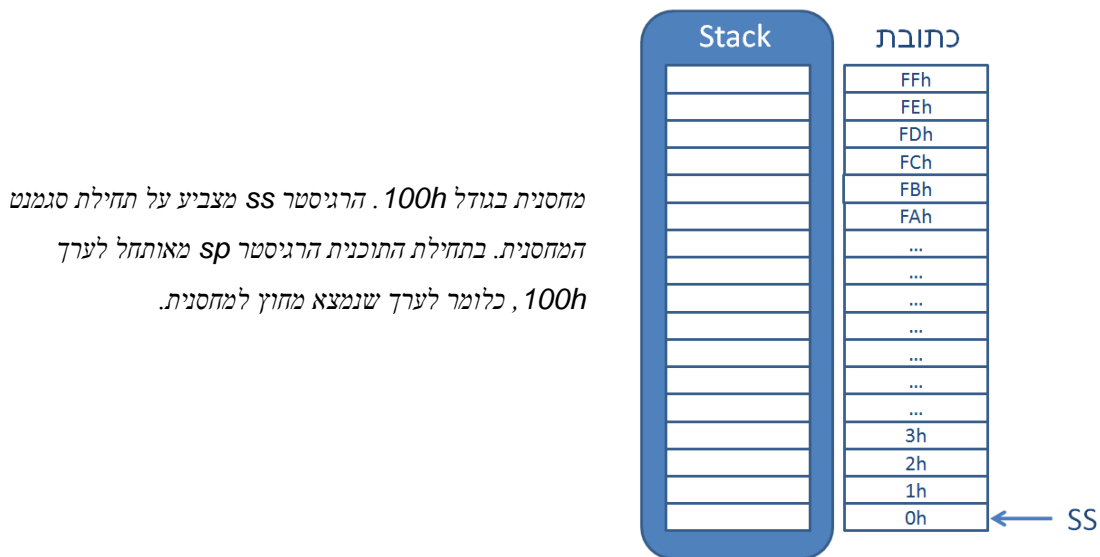 מחסנית בגודל 100h. הרגיסטר ss מצביע על תחילת סגמנט
המחסנית. בתחילת התוכנית הרגיסטר sp מאותחל לערך
100h, כלומר לערך שנמצא מחוץ למחסנית.
Stack
כתובת
FFh
FEh
FDh
FCh
FBh
FAh
...
...
...
...
...
...
...
3h
2h
1h
0h
SS